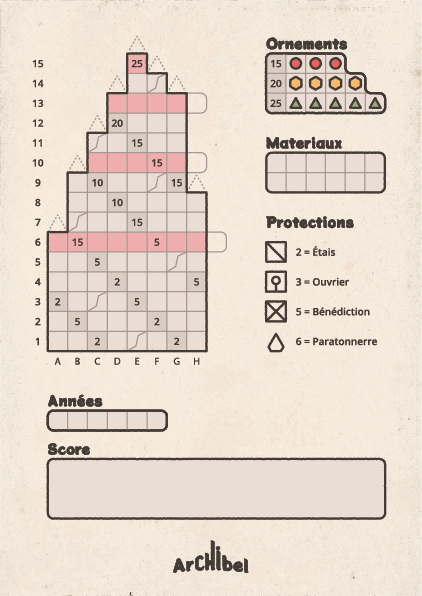 Ornements
15
20
25
Materiaux
Protections
2 = Étais
3 = Ouvrier
5 = Bénédiction
6 = Paratonnerre
15 25
14
13
12 20
11 15
10 15
9 10 15
8 10
7 15
6 15 5
5 5
4 2 4
3 2 5
2 5 2
1 2 2
A B C D E F G H
Années
Score
ArCHibel